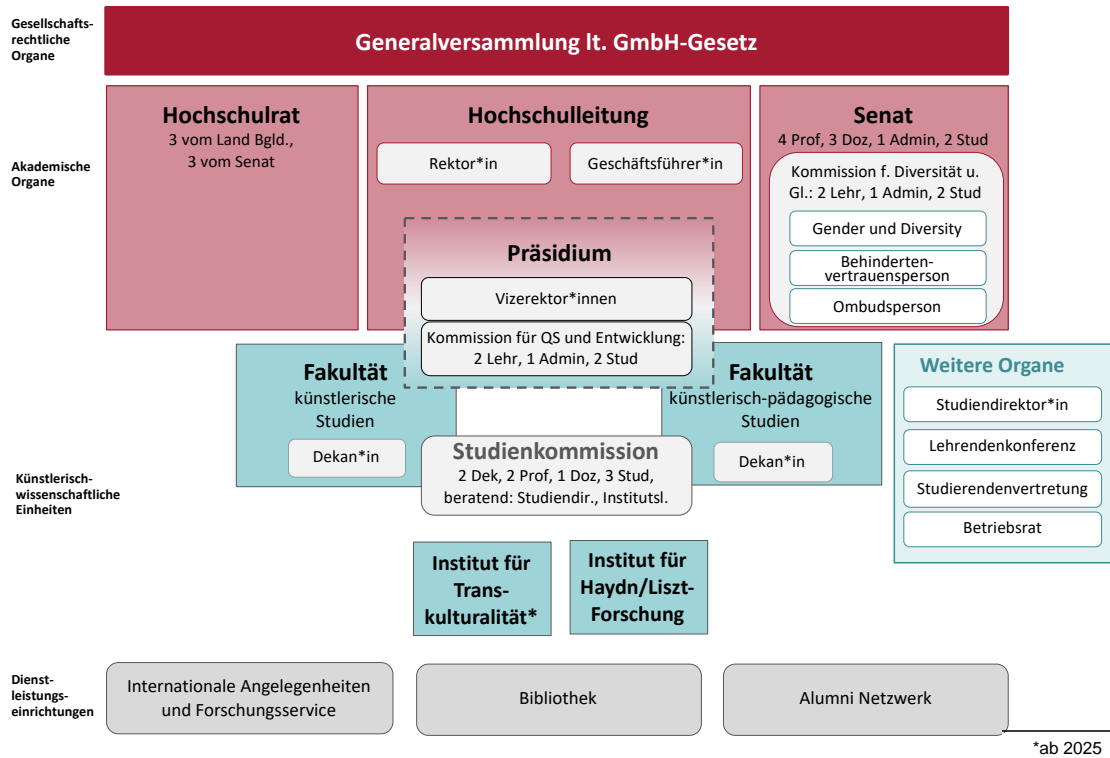 Gesellschafts-
rechtliche
Organe
Generalversammlung lt. GmbH-Gesetz
Akademische
Organe
Hochschulrat
3 vom Land Bgld.,
3 vom Senat
Hochschulleitung
Rektor*in
Geschäftsführer*in
Senat
4 Prof, 3 Doz, 1 Admin, 2 Stud
Kommission f. Diversität u.
Gl.: 2 Lehr, 1 Admin, 2 Stud
Gender und Diversity
Behinderten-
vertrauensperson
Ombudsperson
Präsidium
Vizerektor*innen
Kommission für QS und Entwicklung:
2 Lehr, 1 Admin, 2 Stud
Künstlerisch-
wissenschaftliche
Einheiten
Fakultät
künstlerische
Studien
Dekan*in
Studienkommission
2 Dek, 2 Prof, 1 Doz, 3 Stud,
beratend: Studiendir., Institutsl.
Fakultät
künstlerisch-pädagogische
Studien
Dekan*in
Weitere Organe
Studiendirektor*in
Lehrendenkonferenz
Studierendenvertretung
Betriebsrat
Institut für
Trans-
kulturalität*
Institut für
Haydn/Liszt-
Forschung
Dienst-
leistungs-
einrichtungen
Internationale Angelegenheiten
und Forschungsservice
Bibliothek
Alumni Netzwerk
*ab 2025